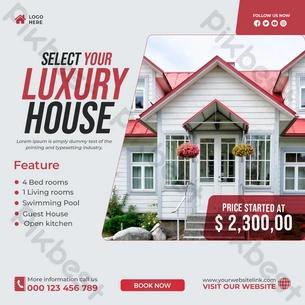 LOGO
HERE
FOLLOW US NOW
SELECT YOUR
LUXURY
HOUSE
Lorem Ipsum is simply dummy text of the
printing and typesetting industry
Feature
4 Bed rooms
1 Living rooms
Swimming Pool
Guest House
Open kitchen
PRICE STARTED AT
$ 2,300,00
Call us now
000 123 456 789
BOOK NOW
www.yourwebsitelink.com
VISIT OUR WEBSITE
Pikbest